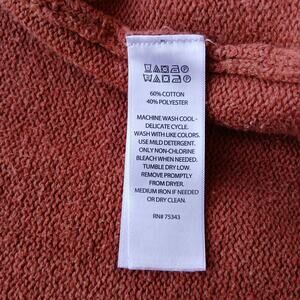 60% COTTON
40% POLYESTER
MACHINE WASH COOL -
DELICATE CYCLE.
WASH WITH LIKE COLORS.
USE MILD DETERGENT.
ONLY NON-CHLORINE
BLEACH WHEN NEEDED.
TUMBLE DRY LOW.
REMOVE PROMPTLY
FROM DRYER.
MEDIUM IRON IF NEEDED
OR DRY CLEAN.
RN# 75343